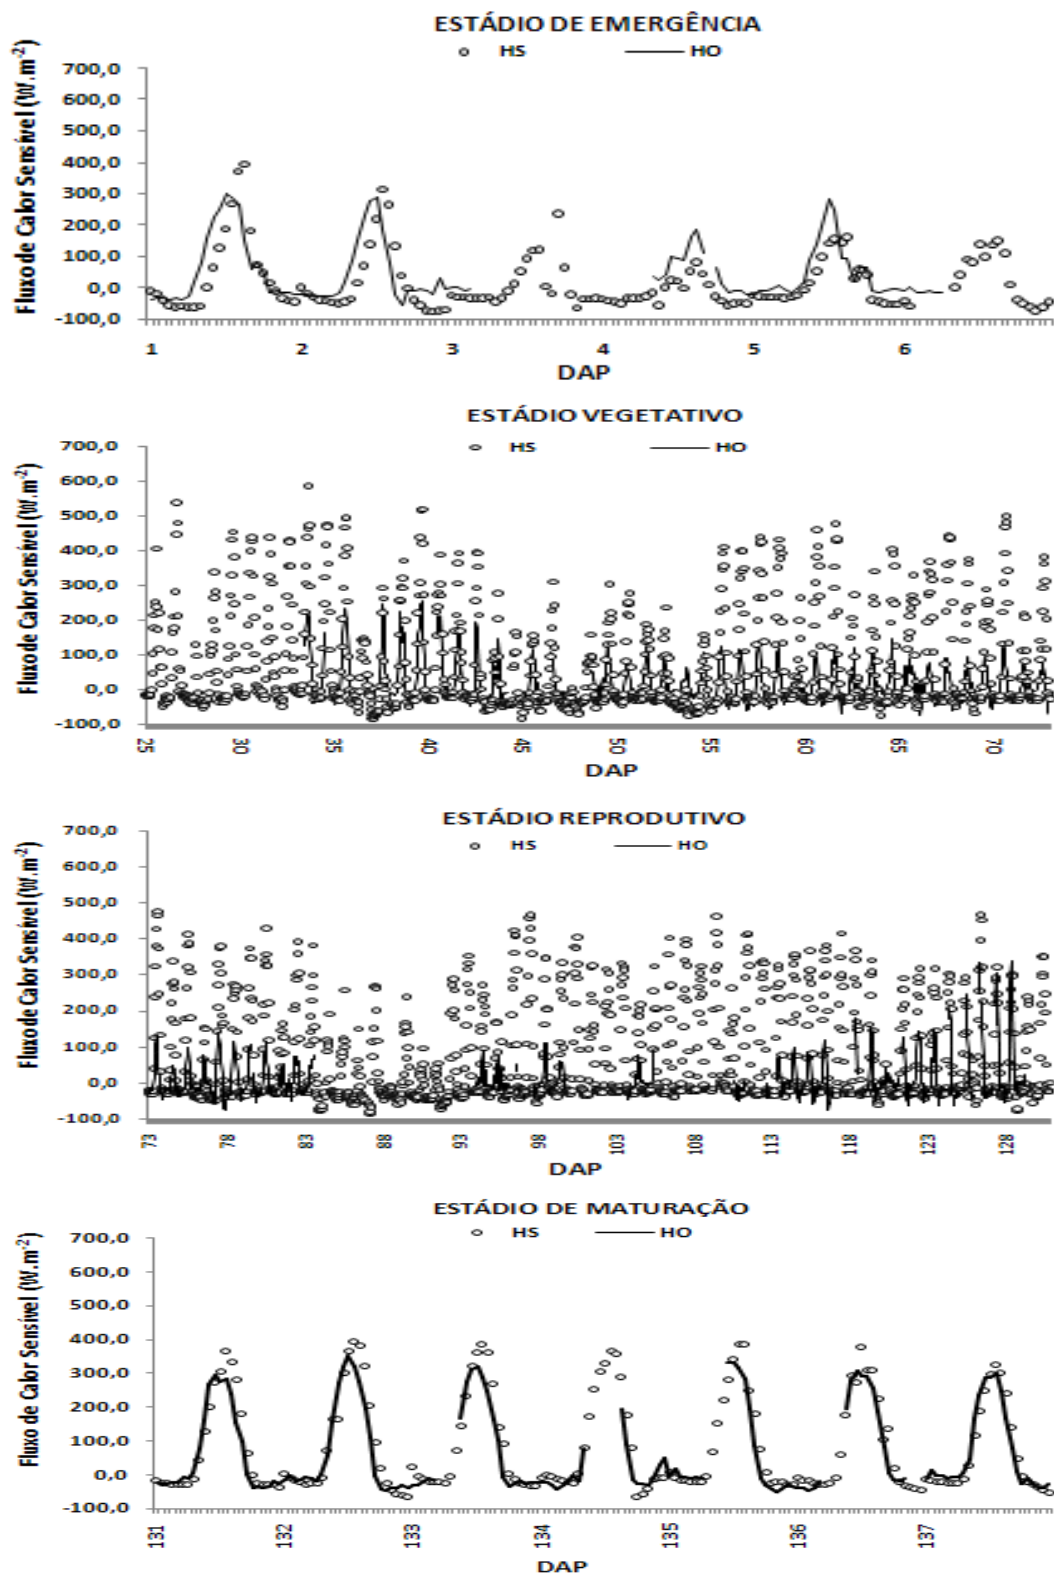 ESTÁDIO DE EMERGÊNCIA
HS HO
Fluxo de Calor Sensível (W.m-2)
700,0
600,0
500,0
400,0
300,0
200,0
100,0
0,0
-100,0
1 2 3 4 5 6
DAP
ESTÁDIO VEGETATIVO
HS HO
Fluxo de Calor Sensível (W.m-2)
700,0
600,0
500,0
400,0
300,0
200,0
100,0
0,0
-100,0
25 30 35 40 45 50 55 60 65 70
DAP
ESTÁDIO REPRODUTIVO
HS HO
Fluxo de Calor Sensível (W.m-2)
700,0
600,0
500,0
400,0
300,0
200,0
100,0
0,0
-100,0
73 78 83 88 93 98 103 108 113 118 123 128
DAP
ESTÁDIO DE MATURAÇÃO
HS HO
Fluxo de Calor Sensível (W.m-2)
700,0
600,0
500,0
400,0
300,0
200,0
100,0
0,0
-100,0
131 132 133 134 135 136 137
DAP